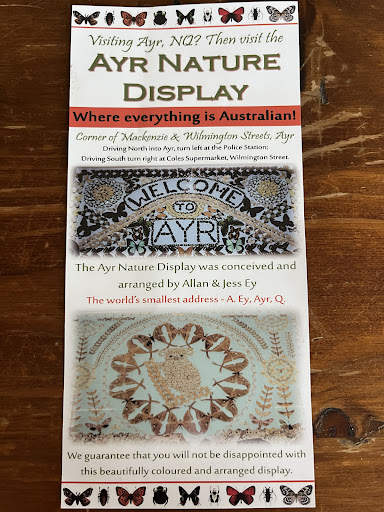 Visiting Ayr, NQ? Then visit the
AYR NATURE
DISPLAY
Where everything is Australian!
Corner of Mackenzie & Wilmington Streets, Ayr
Driving North into Ayr, turn left at the Police Station;
Driving South turn right at Coles Supermarket, Wilmington Street.
WELCOME
TO
AYR
The Ayr Nature Display was conceived and
arranged by Allan & Jess Ey
The world's smallest address - A. Ey, Ayr, Q.
We guarantee that you will not be disappointed with
this beautifully coloured and arranged display.